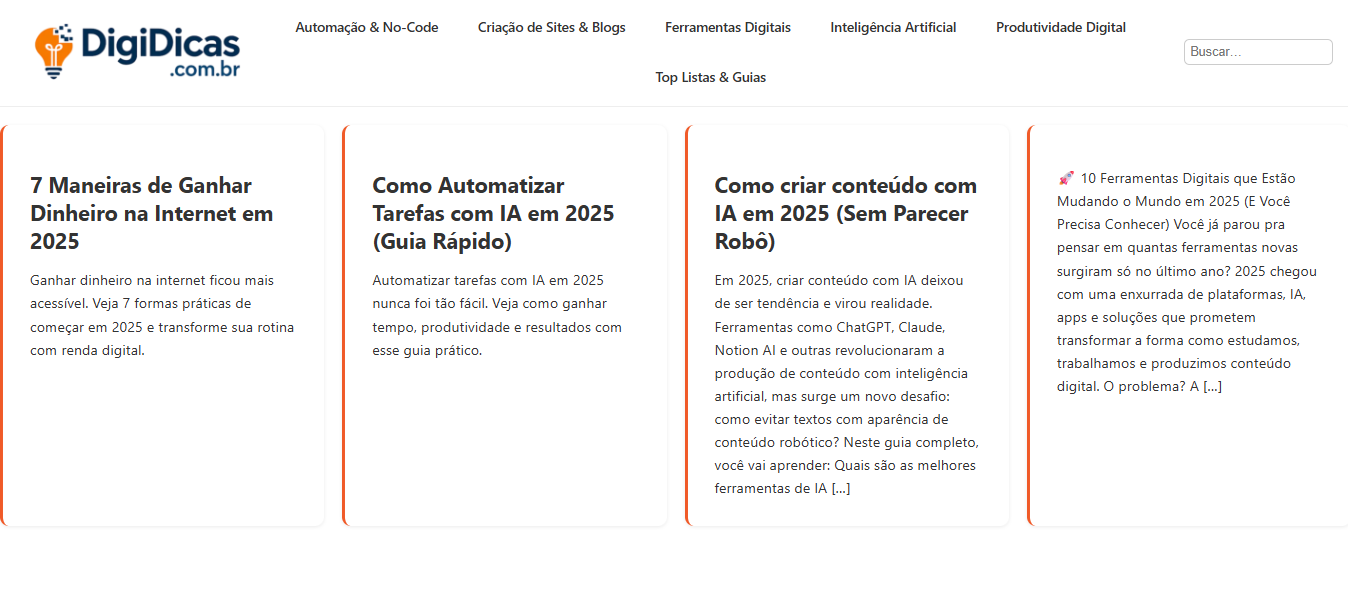 DigiDicas
.com.br
Automação & No-Code
Criação de Sites & Blogs
Ferramentas Digitais
Inteligência Artificial
Produtividade Digital
Top Listas & Guias
Buscar...
7 Maneiras de Ganhar
Dinheiro na Internet em
2025
Ganhar dinheiro na internet ficou mais
acessível. Veja 7 formas práticas de
começar em 2025 e transforme sua rotina
com renda digital.
Como Automatizar
Tarefas com IA em 2025
(Guia Rápido)
Automatizar tarefas com IA em 2025
nunca foi tão fácil. Veja como ganhar
tempo, produtividade e resultados com
esse guia prático.
Como criar conteúdo com
IA em 2025 (Sem Parecer
Robô)
Em 2025, criar conteúdo com IA deixou
de ser tendência e virou realidade.
Ferramentas como ChatGPT, Claude,
Notion AI e outras revolucionaram a
produção de conteúdo com inteligência
artificial, mas surge um novo desafio:
como evitar textos com aparência de
conteúdo robótico? Neste guia completo,
você vai aprender: Quais são as melhores
ferramentas de IA [...]
🚀 10 Ferramentas Digitais que Estão
Mudando o Mundo em 2025 (E Você
Precisa Conhecer) Você já parou pra
pensar em quantas ferramentas novas
surgiram só no último ano? 2025 chegou
com uma enxurrada de plataformas, IA,
apps e soluções que prometem
transformar a forma como estudamos,
trabalhamos e produzimos conteúdo
digital. O problema? A [...]